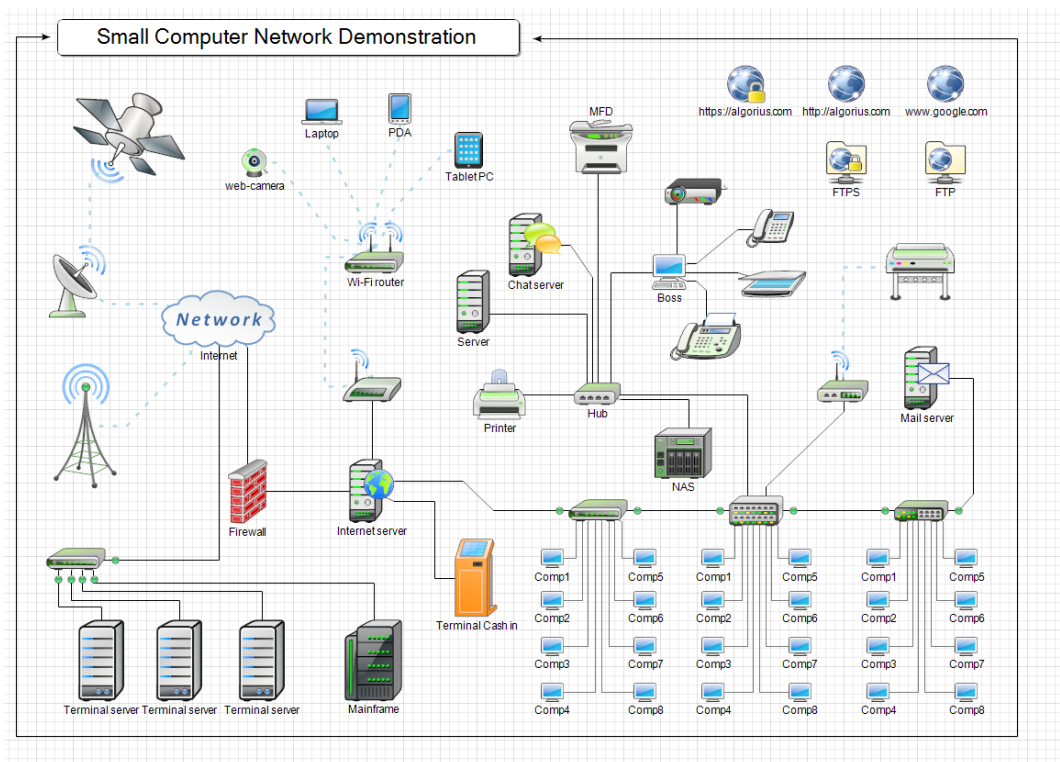 Small Computer Network Demonstration
MFD
https://algorius.com http://algorius.com www.google.com
Laptop
PDA
TabletPC
web-camera
FTPS
FTP
Wi-Fi router
Chat server
Boss
Network
Internet
Server
Printer
Hub
Mail server
NAS
Firewall
Internet server
Terminal Cash in
Comp1 Comp5 Comp1 Comp5 Comp1 Comp5
Comp2 Comp6 Comp2 Comp6 Comp2 Comp6
Comp3 Comp7 Comp3 Comp7 Comp3 Comp7
Comp4 Comp8 Comp4 Comp8 Comp4 Comp8
Terminal server Terminal server Terminal server Mainframe